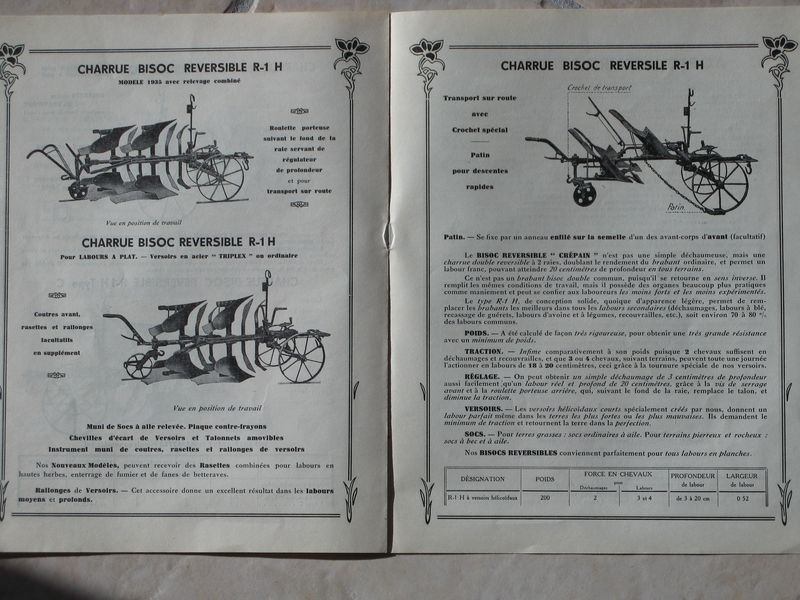 CHARRUE BISOC REVERSIBLE R-1 H
MODELE 1935 avec relevage combiné
Roulette porteuse
suivant le fond de la
raie servant de
régulateur
de profondeur
et pour
transport sur route
Vue en position de travail
CHARRUE BISOC REVERSIBLE R-1 H
Pour LABOURS A PLAT. — Versoirs en acier "TRIPLEX" ou ordinaire
Coutres avant,
rasettes et rallonges
facultatifs
en supplément
Vue en position de travail
Muni de Socs à aile relevée. Plaque contre-frayons
Chevilles d'écart de Versoirs et Talonnets amovibles
Instrument muni de coutres, rasettes et rallonges de versoirs
Nos Nouveaux Modèles, peuvent recevoir des Rasettes combinées pour labours en
hautes herbes, enterrage de fumier et de fanes de betteraves.
Rallonges de Versoirs. — Cet accessoire donne un excellent résultat dans les labours
moyens et profonds.
CHARRUE BISOC REVERSILE R-1 H
Transport sur route
avec
Crochet spécial
Patin
pour descentes
rapides
Crochet de transport
Patin
Patin. — Se fixe par un anneau enfilé sur la semelle d'un des avant-corps d'avant (facultatif)
Le BISOC REVERSIBLE "CRÉPAIN" n'est pas une simple déchaumeuse, mais une
charrue double reversible à 2 raies, doublant le rendement du brabant ordinaire, et permet un
labour franc, pouvant atteindre 20 centimètres de profondeur en tous terrains.
Ce n'est pas un brabant bisoc double commun, puisqu'il se retourne en sens inverse. Il
remplit les mêmes conditions de travail, mais il possède des organes beaucoup plus pratiques
comme maniement et peut se confier aux laboureurs les moins forts et les moins expérimentés.
Le type R-1 H, de conception solide, quoique d'apparence légère, permet de rem-
placer les brabants les meilleurs dans tous les labours secondaires (déchaumages, labours à blé,
recassage de guérets, labours d'avoine et à légumes, recouvrailles, etc.), soit environ 70 à 80 %
des labours communs.
POIDS. — A été calculé de façon très rigoureuse, pour obtenir une très grande résistance
avec un minimum de poids.
TRACTION. — Infime comparativement à son poids puisque 2 chevaux suffisent en
déchaumages et recouvrailles, et que 3 ou 4 chevaux, suivant terrains, peuvent toute une journée
l'actionner en labours de 18 à 20 centimètres, ceci grâce à la tournure spéciale de nos versoirs.
RÉGLAGE. — On peut obtenir un simple déchaumage de 3 centimètres de profondeur
aussi facilement qu'un labour réel et profond de 20 centimètres, grâce à la vis de serrage
avant et à la roulette porteuse arrière, qui, suivant le fond de la raie, remplace le talon, et
diminue la traction.
VERSOIRS. — Les versoirs hélicoïdaux courts spécialement créés par nous, donnent un
labour parfait même dans les terres les plus fortes ou les plus mauvaises. Ils demandent le
minimum de traction et retournent la terre dans la perfection.
SOCS. — Pour terres grasses : socs ordinaires à aile. Pour terrains pierreux et rocheux :
socs à bec et à aile.
Nos BISOCS REVERSIBLES conviennent parfaitement pour tous labours en planches.
DÉSIGNATION POIDS FORCE EN CHEVAUX PROFONDEUR LARGEUR
pour de labour de labour
Déchaumages Labours
R-1 H à versoirs hélicoïdaux 200 2 3 et 4 de 3 à 20 cm 0 52